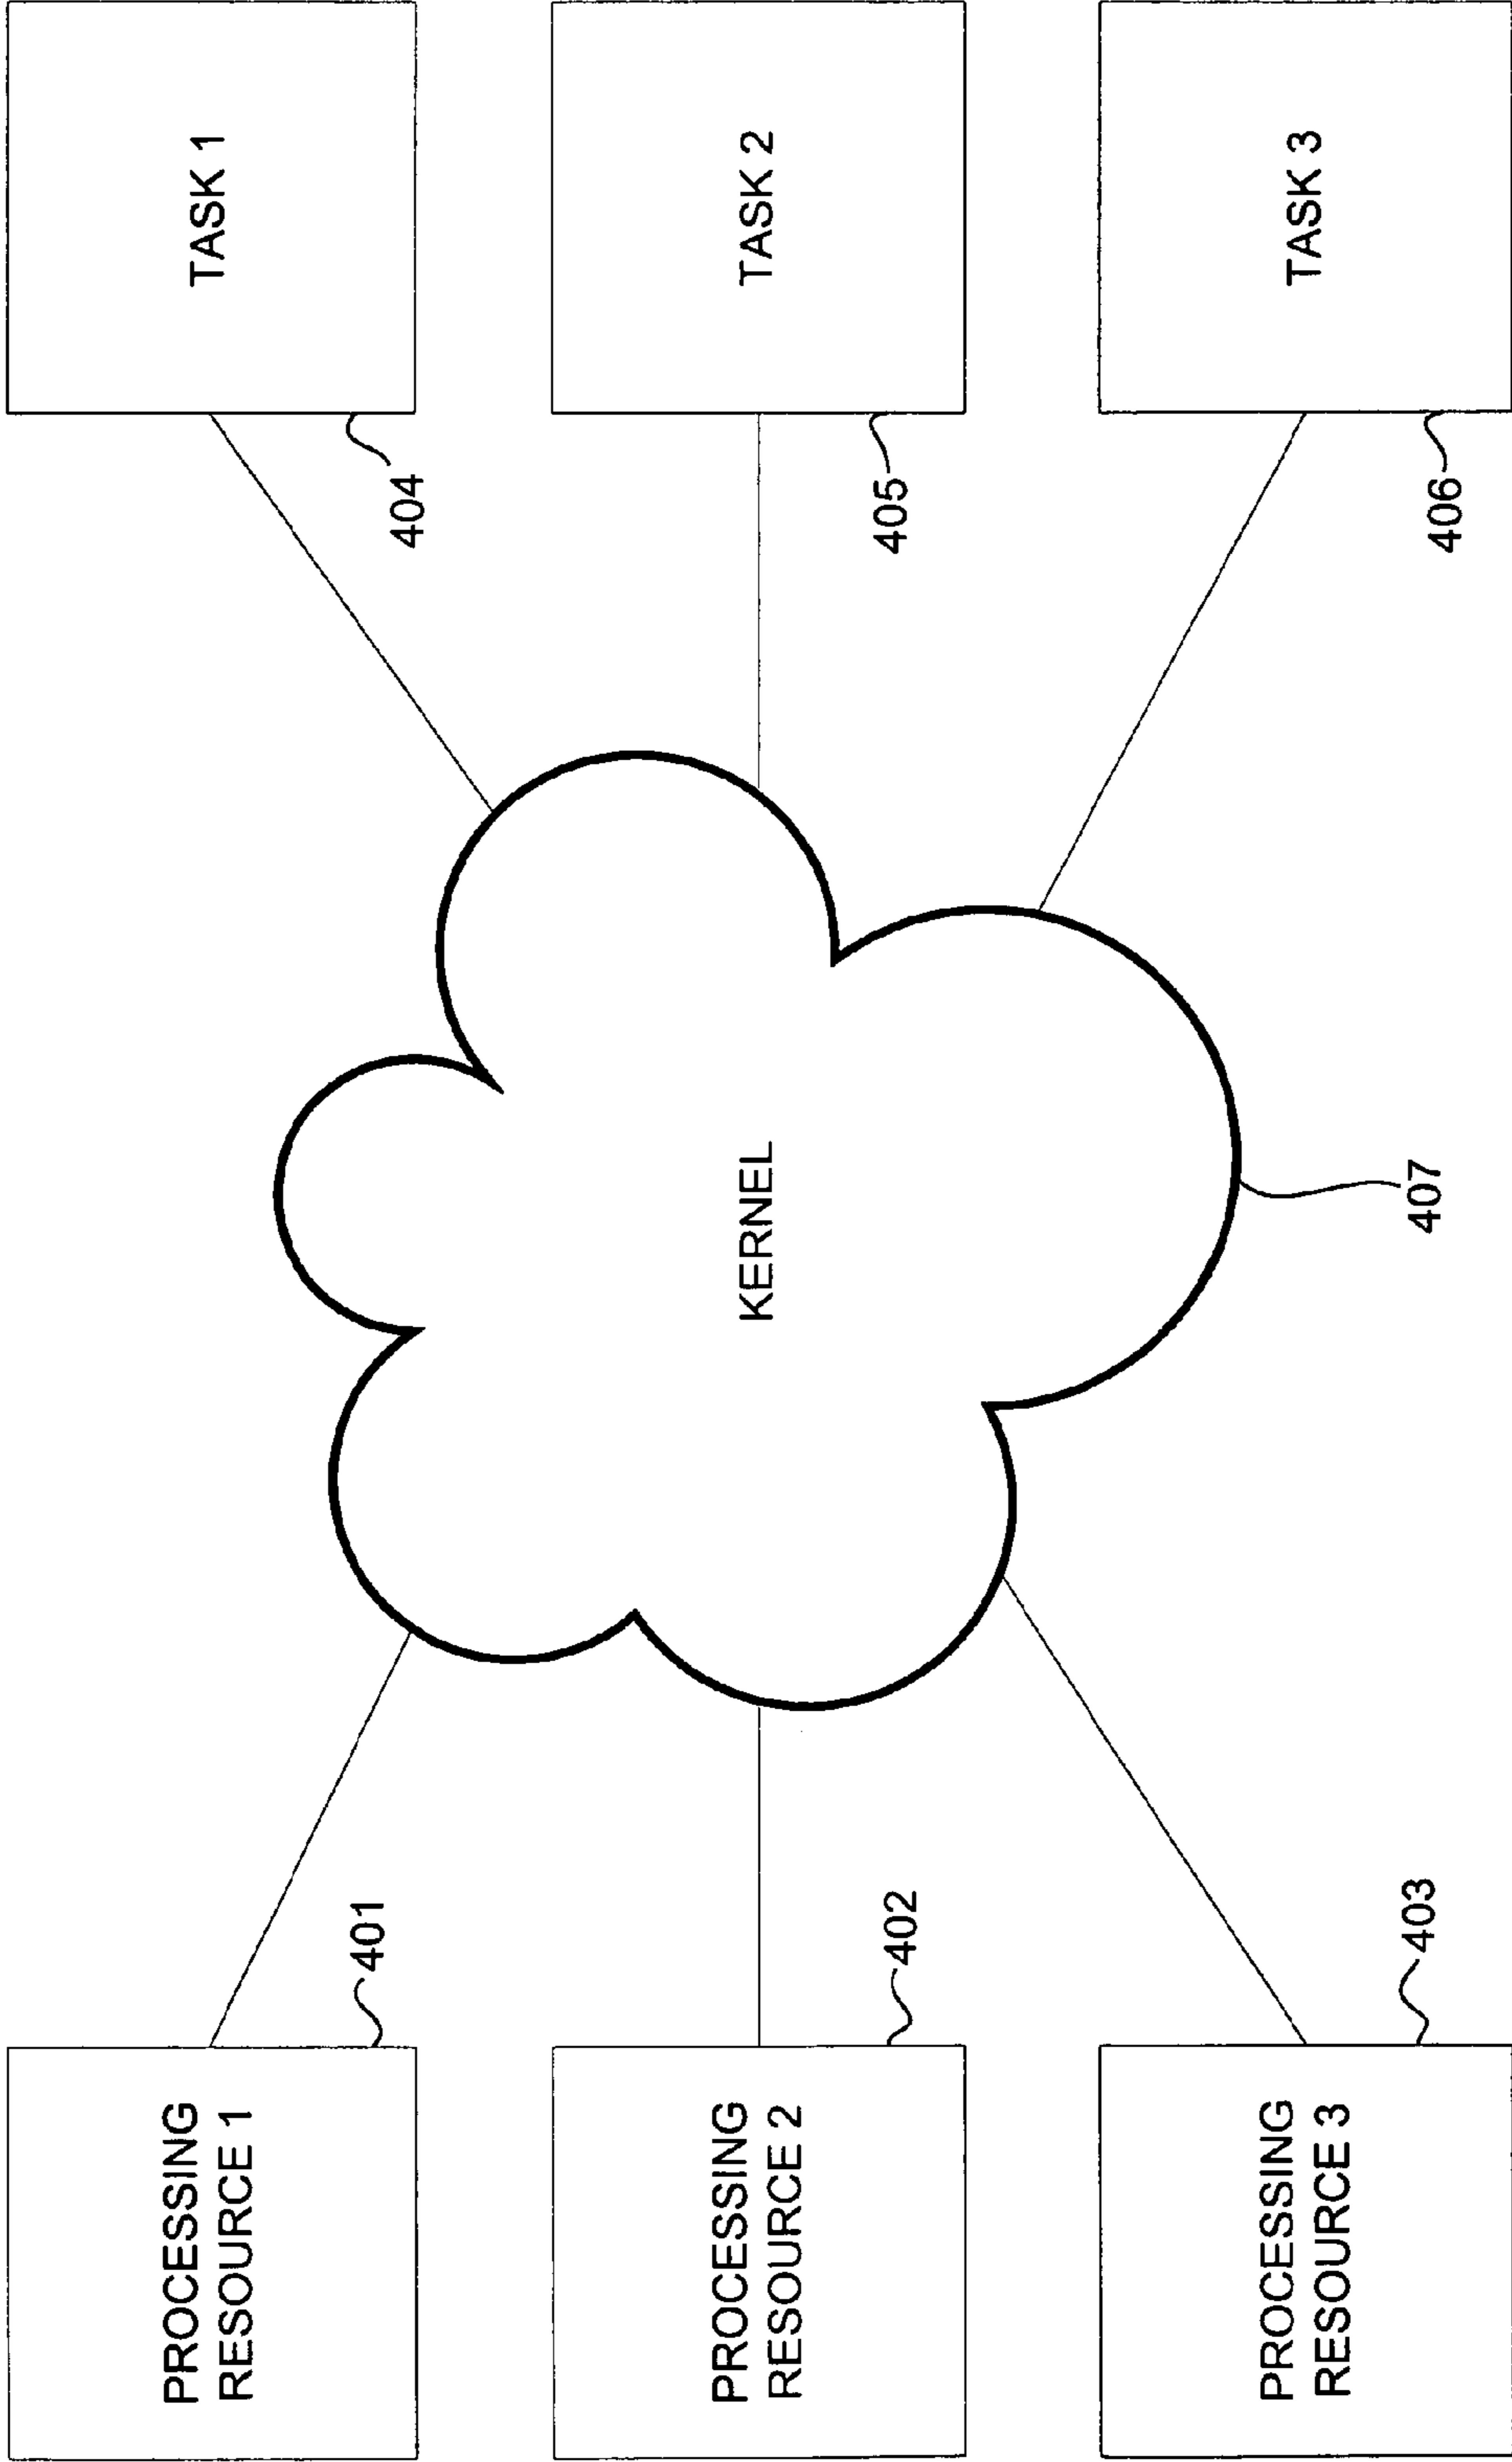 PROCESSING
RESOURCE 1
401
PROCESSING
RESOURCE 2
402
PROCESSING
RESOURCE 3
403
KERNEL
407
TASK 1
404
TASK 2
405
TASK 3
406